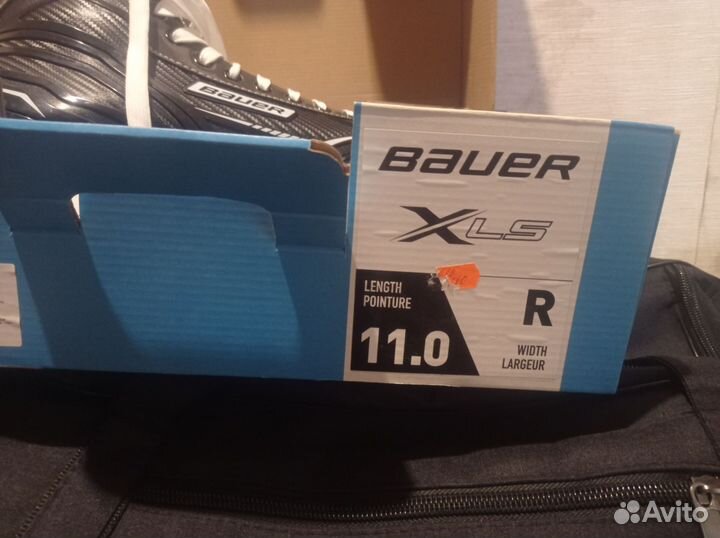 BAUER
BAUER
XLS
LENGTH
POINTURE
11.0
R
WIDTH
LARGEUR
Avito